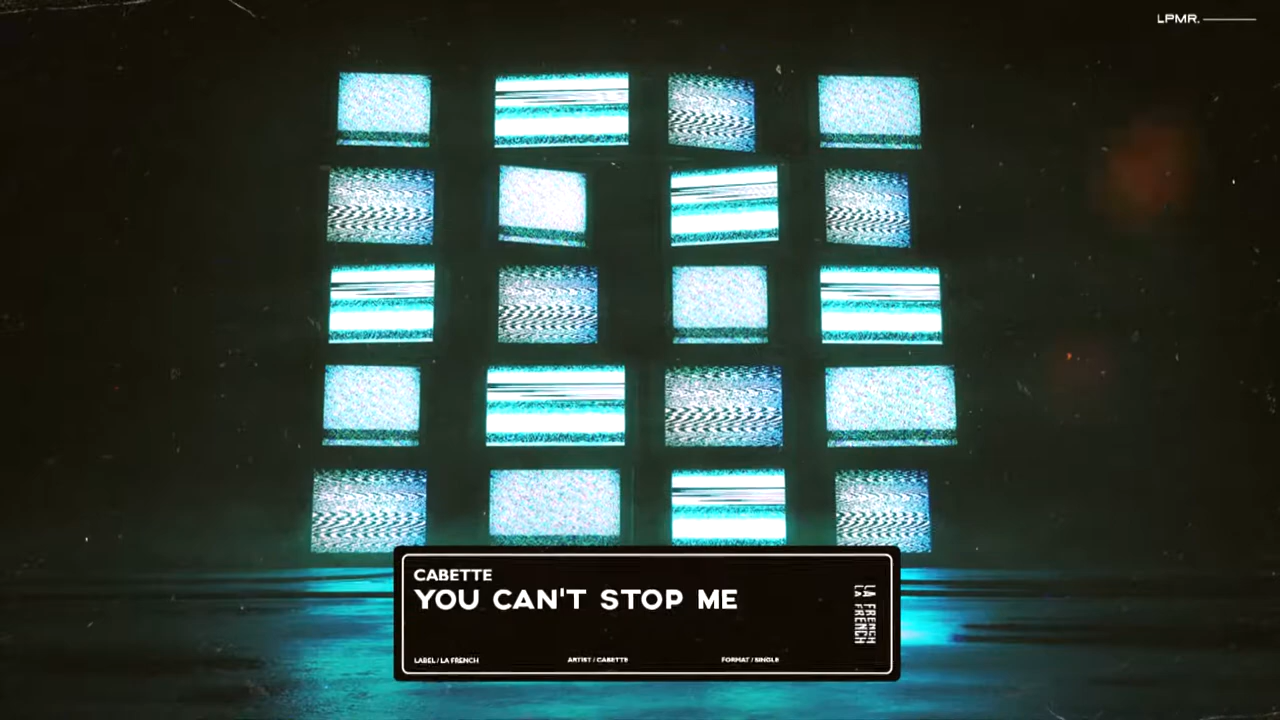 LPMR.
CABETTE
YOU CAN'T STOP ME
LA FRENCH
LA FRENCH
LABEL / LA FRENCH
ARTIST / CABETTE
FORMAT / SINGLE